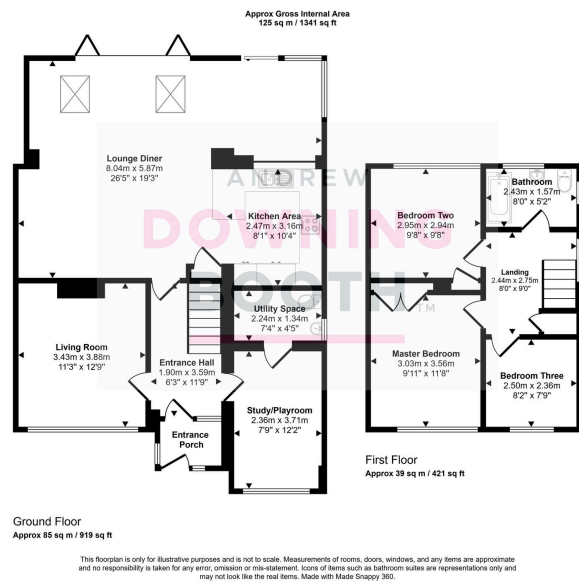 Approx Gross Internal Area
125 sq m / 1341 sq ft
Lounge Diner
8.04m x 5.87m
26'5" x 19'3"
ANDREW
DOWNING
BOOTH
TM
Kitchen Area
2.47m x 3.16m
8'1" x 10'4"
Utility Space
2.24m x 1.34m
7'4" x 4'5"
Living Room
3.43m x 3.88m
11'3" x 12'9"
Entrance Hall
1.90m x 3.59m
6'3" x 11'9"
Study/Playroom
2.36m x 3.71m
7'9" x 12'2"
Entrance
Porch
Bathroom
2.43m x 1.57m
8'0" x 5'2"
Bedroom Two
2.95m x 2.94m
9'8" x 9'8"
Landing
2.44m x 2.75m
8'0" x 9'0"
Master Bedroom
3.03m x 3.56m
9'11" x 11'8"
Bedroom Three
2.50m x 2.36m
8'2" x 7'9"
First Floor
Approx 39 sq m / 421 sq ft
Ground Floor
Approx 85 sq m / 919 sq ft
This floorplan is only for illustrative purposes and is not to scale. Measurements of rooms, doors, windows, and any items are approximate
and no responsibility is taken for any error, omission or mis-statement. Icons of items such as bathroom suites are representations only and
may not look like the real items. Made with Made Snappy 360.